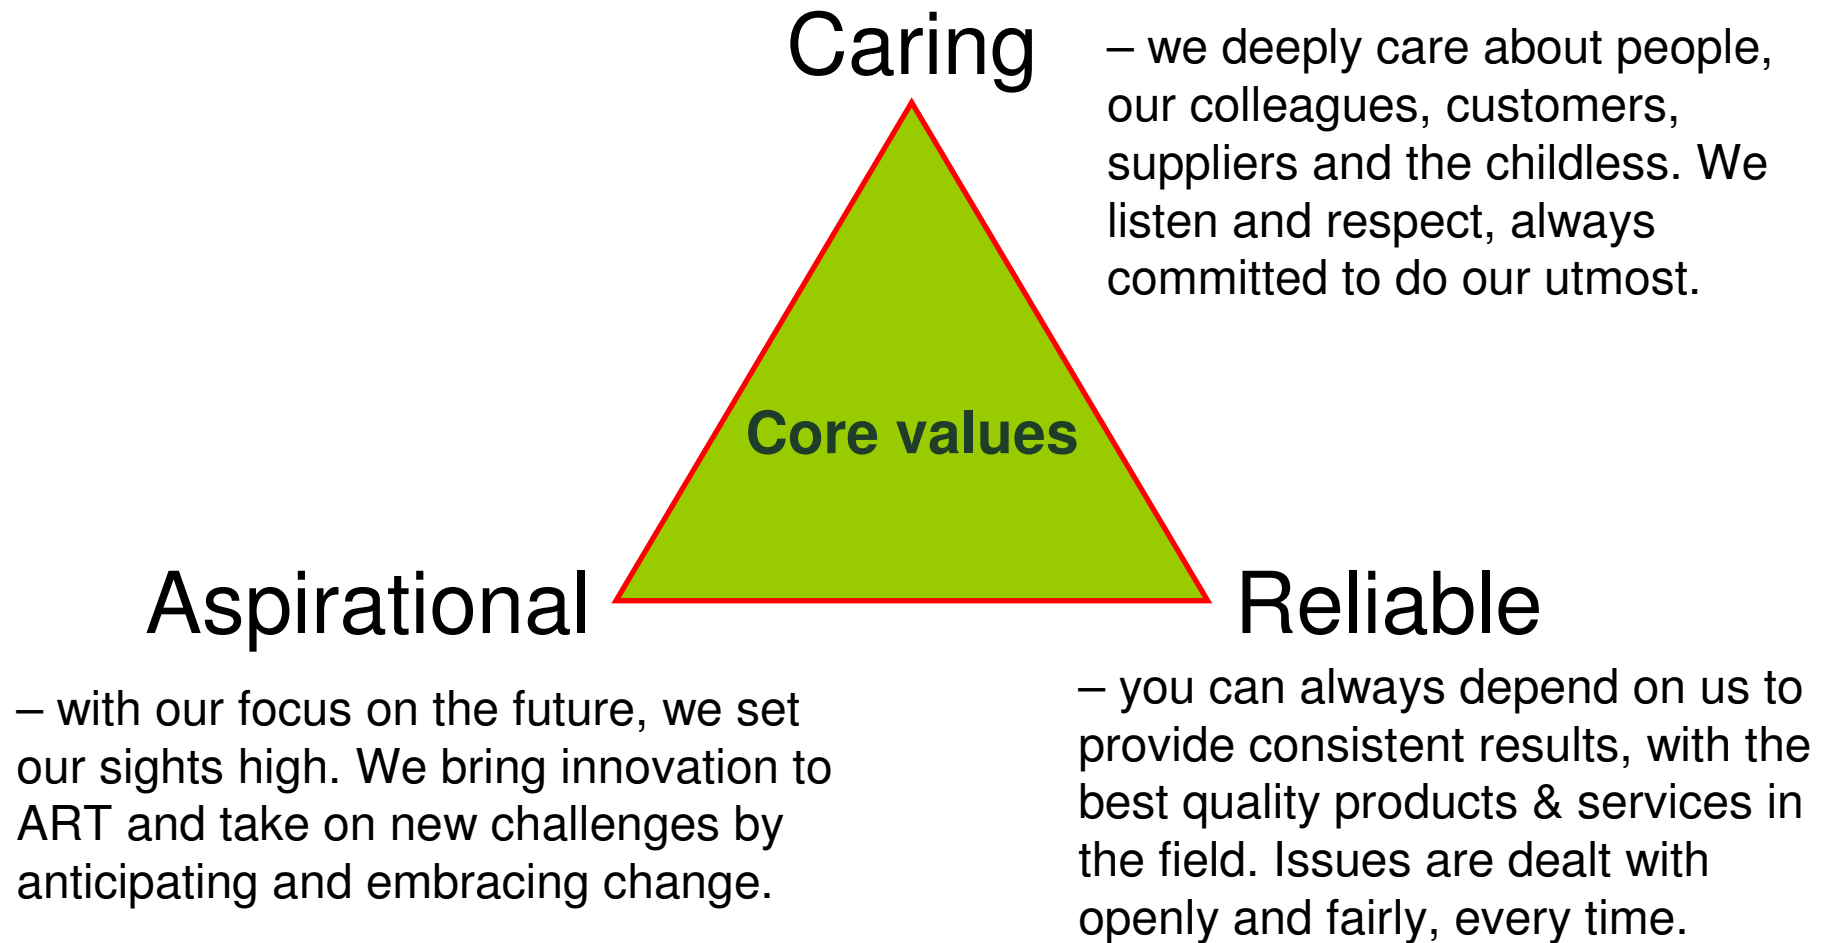 Caring
– we deeply care about people,
our colleagues, customers,
suppliers and the childless. We
listen and respect, always
committed to do our utmost.
Core values
Aspirational
– with our focus on the future, we set
our sights high. We bring innovation to
ART and take on new challenges by
anticipating and embracing change.
Reliable
– you can always depend on us to
provide consistent results, with the
best quality products & services in
the field. Issues are dealt with
openly and fairly, every time.